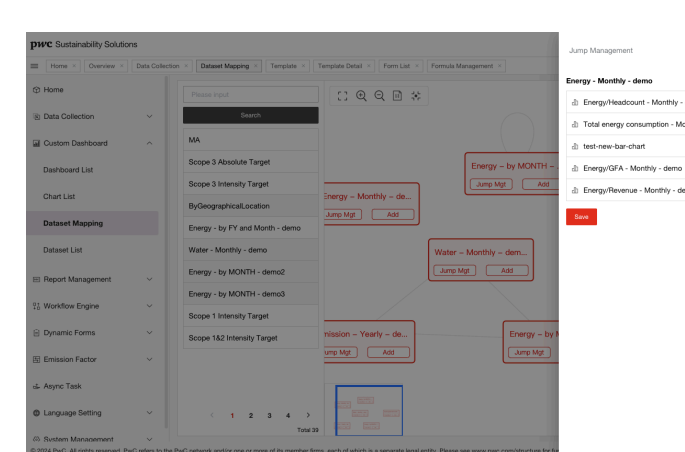 pwc Sustainability Solutions
Home × Overview × Data Collection × Dataset Mapping × Template × Template Detail × Form List × Formula Management ×
Home
Data Collection
Custom Dashboard
Dashboard List
Chart List
Dataset Mapping
Dataset List
Report Management
Workflow Engine
Dynamic Forms
Emission Factor
Async Task
Language Setting
System Management
Please input
Search
MA
Scope 3 Absolute Target
Scope 3 Intensity Target
ByGeographicalLocation
Energy - by FY and Month - demo
Water - Monthly - demo
Energy - by MONTH - demo2
Energy - by MONTH - demo3
Scope 1 Intensity Target
Scope 1&2 Intensity Target
< 1 2 3 4 >
Total 39
Energy – by MONTH –
Jump Mgt Add
Energy – Monthly – de...
Jump Mgt Add
Water – Monthly – dem...
Jump Mgt Add
mission – Yearly – de...
ump Mgt Add
Energy – by M
Jump Mgt
Jump Management
Energy - Monthly - demo
Energy/Headcount - Monthly -
Total energy consumption - Mo
test-new-bar-chart
Energy/GFA - Monthly - demo
Energy/Revenue - Monthly - de
Save
© 2024 PwC. All rights reserved. PwC refers to the PwC network and/or one or more of its member firms, each of which is a separate legal entity. Please see www.pwc.com/structure for f